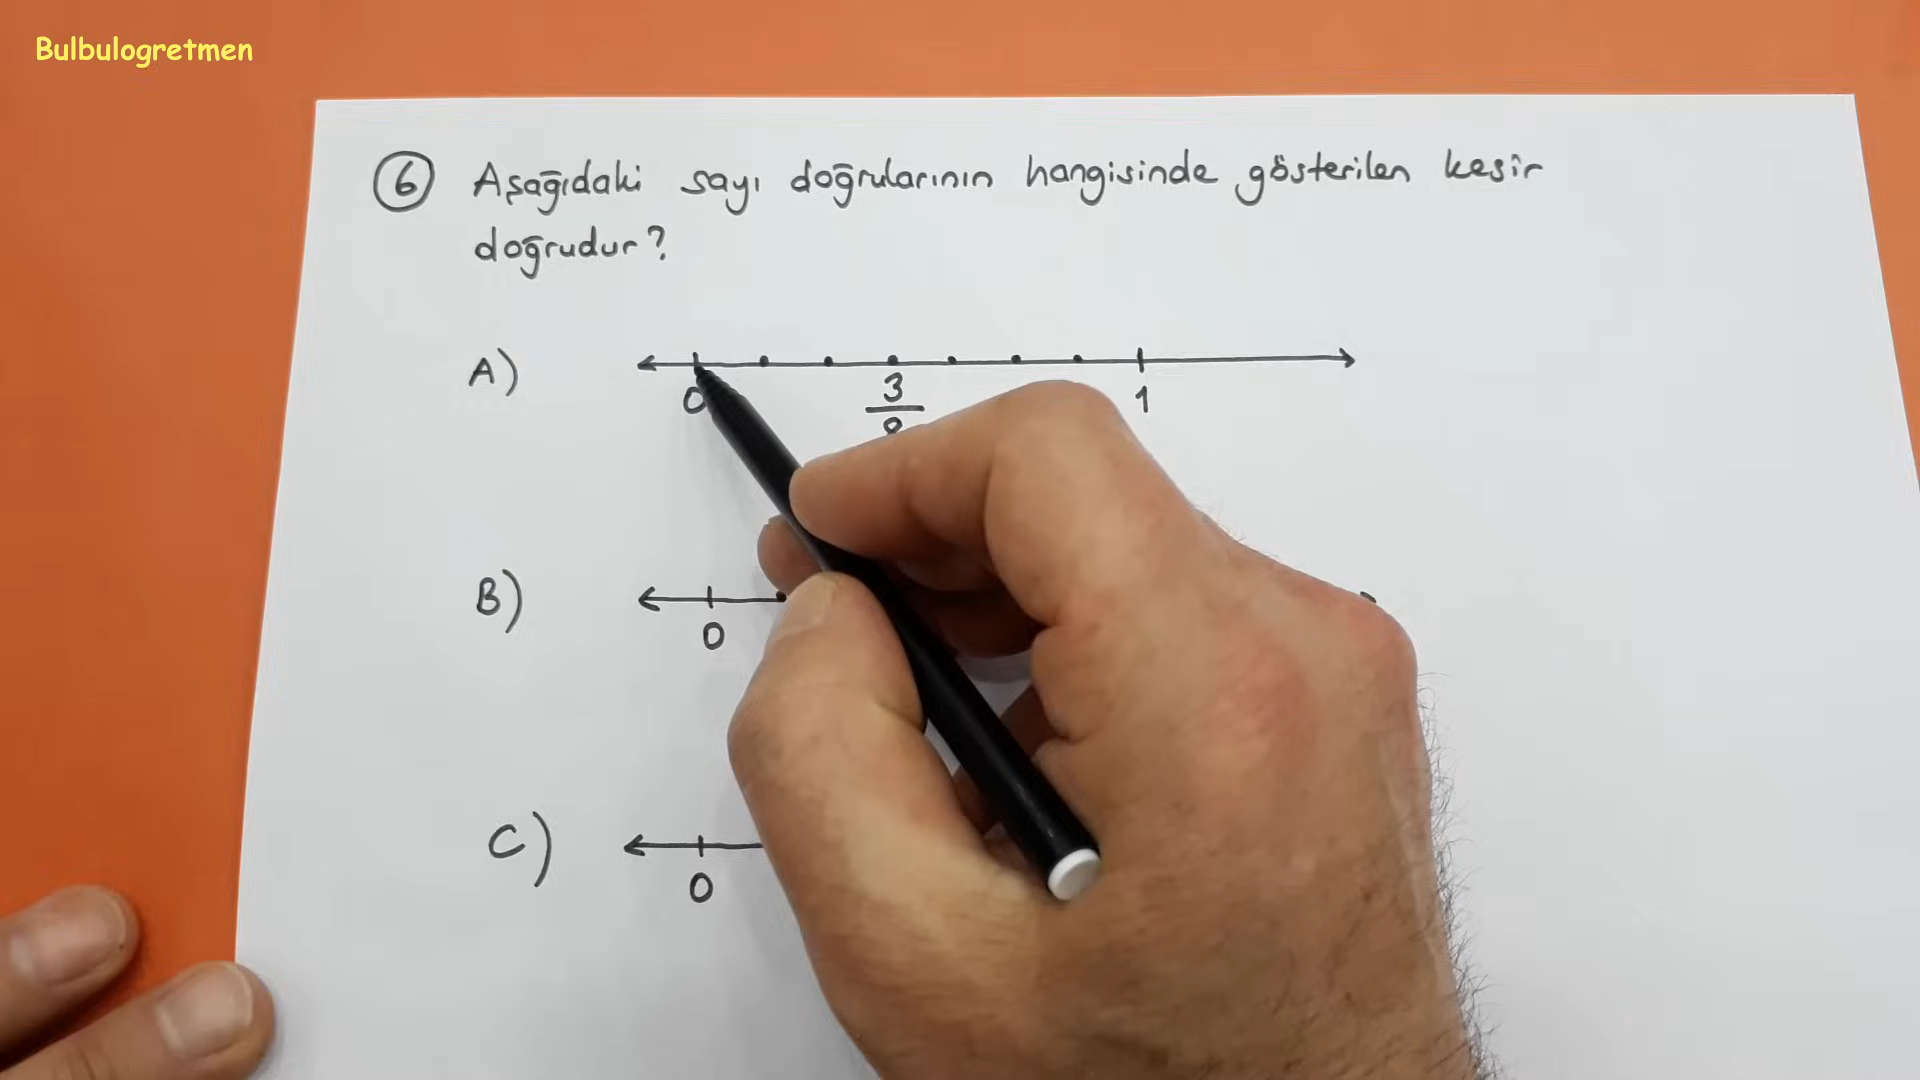 Bulbulogretmen
6 Aşağıdaki sayı doğrularının hangisinde gösterilen kesir
doğrudur?
A)
0
3
1
B)
0
C)
0